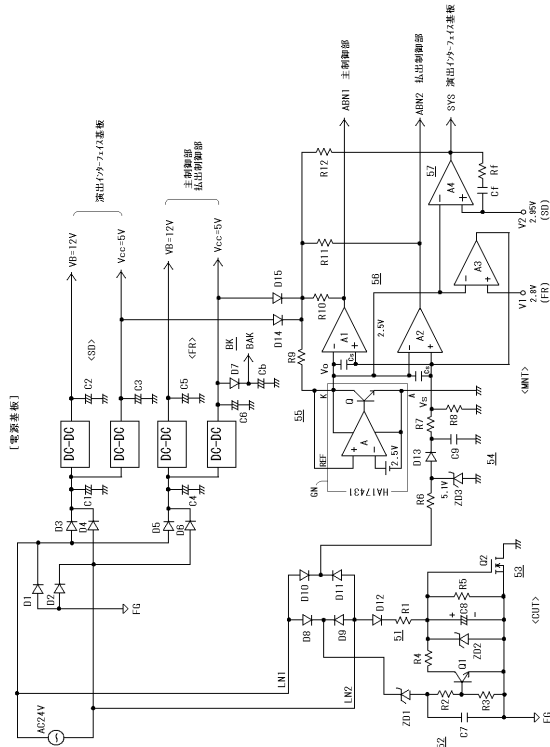 [電源基板]
AC24V
D1
D2
FG
D3
D4
D5
D6
C1
C4
DC-DC
DC-DC
DC-DC
DC-DC
C2
C3
C5
C6
<SD>
<FR>
VB=12V
Vcc=5V
VB=12V
Vcc=5V
演出インターフェイス基板
主制御部
払出制御部
D7
BK
BAK
Cb
D14
D15
LN1
LN2
D8
D9
D10
D11
D12
R1
51
ZD1
R2
R3
C7
52
FG
Q1
R4
ZD2
C8
+
-
R5
Q2
53
<CUT>
R6
5.1V
ZD3
D13
C9
54
R7
R8
Vs
GN
HA17431
REF
K
A
A
+
-
2.5V
Q
55
R9
R10
R11
R12
Vo
Cs
Cs
A1
-
+
56
2.5V
A2
-
+
A3
-
+
A4
-
+
57
Cf
Rf
V1
2.8V
(FR)
V2
2.95V
(SD)
<MNT>
ABN1 主制御部
ABN2 払出制御部
SYS 演出インターフェイス基板